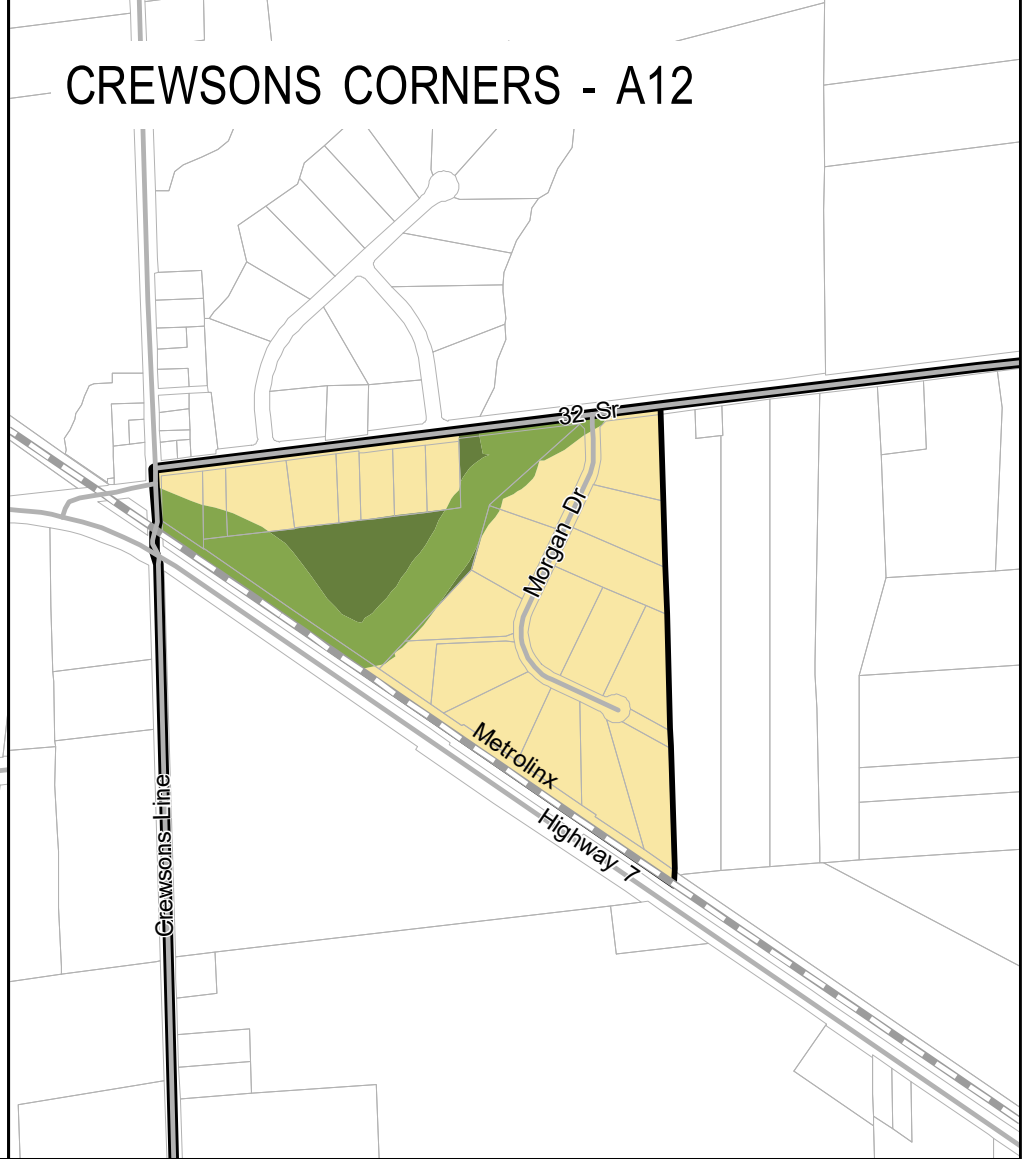 CREWSONS CORNERS - A12
32 Sr
Morgan Dr
Metrolinx
Highway 7
Crewsons Line